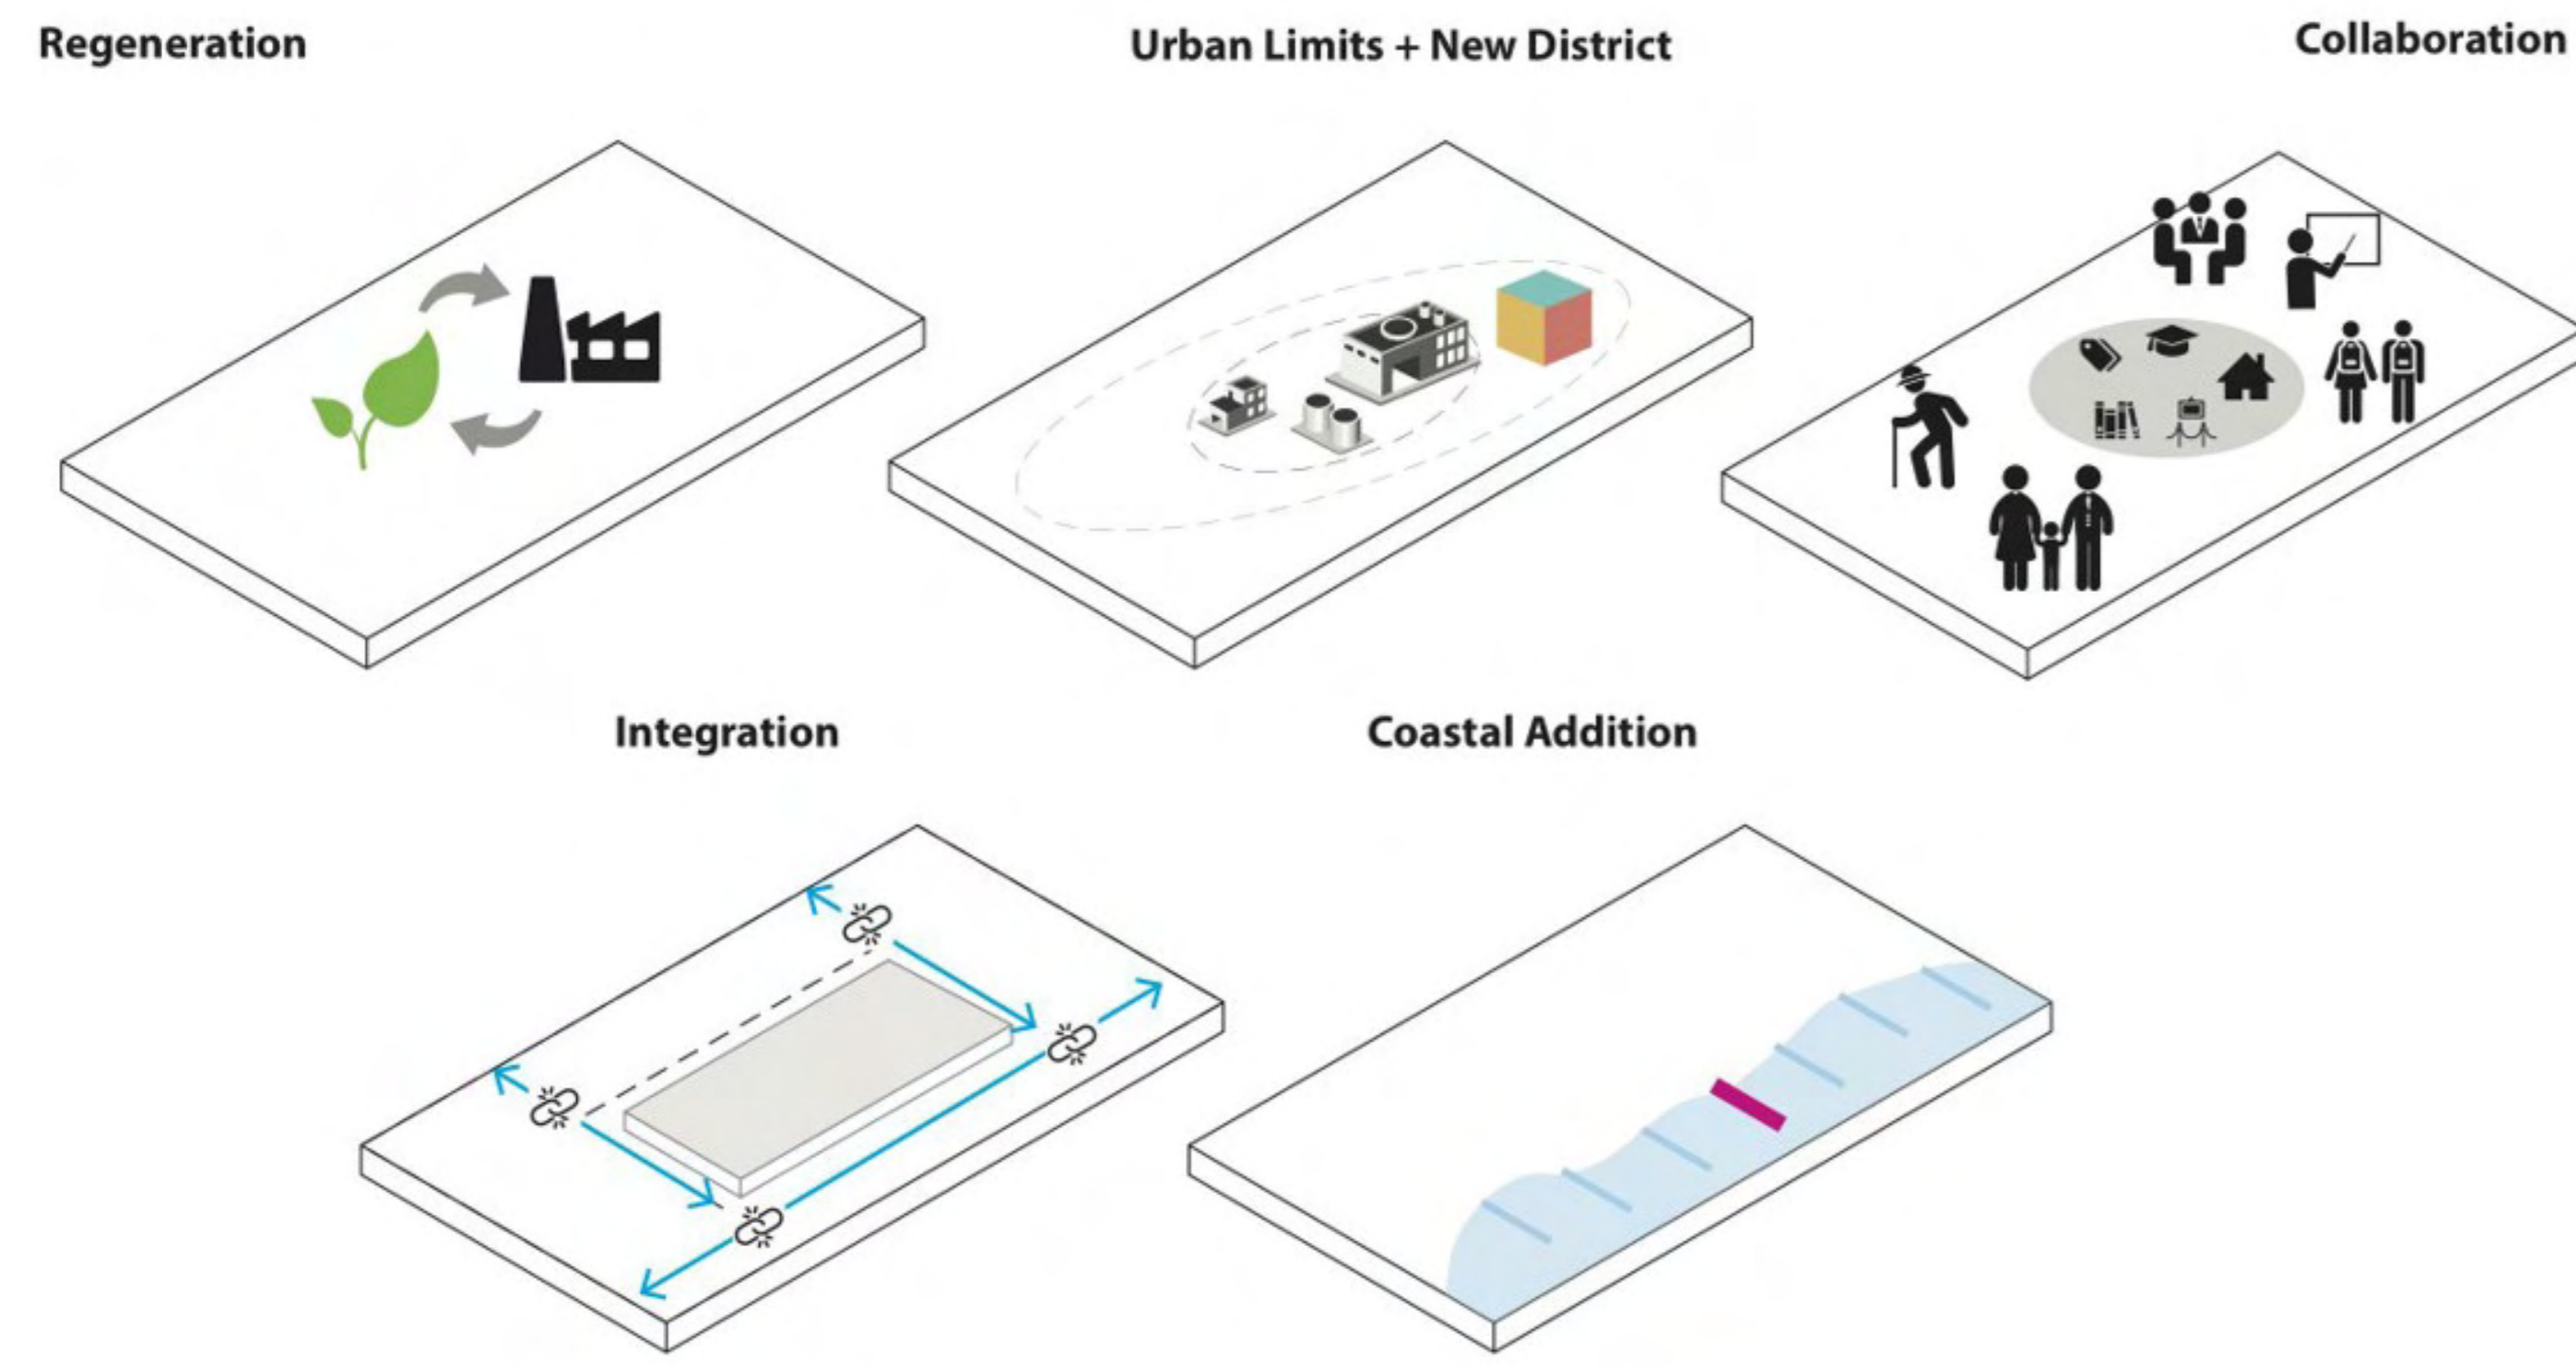 Regeneration
Urban Limits + New District
Collaboration
Integration
Coastal Addition